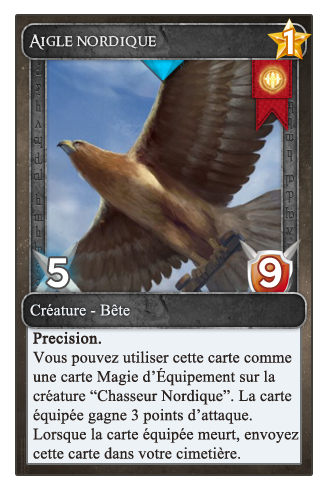 Aigle nordique
1
5
9
Créature - Bête
Precision.
Vous pouvez utiliser cette carte comme
une carte Magie d’Équipement sur la
créature “Chasseur Nordique”. La carte
équipée gagne 3 points d’attaque.
Lorsque la carte équipée meurt, envoyez
cette carte dans votre cimetière.